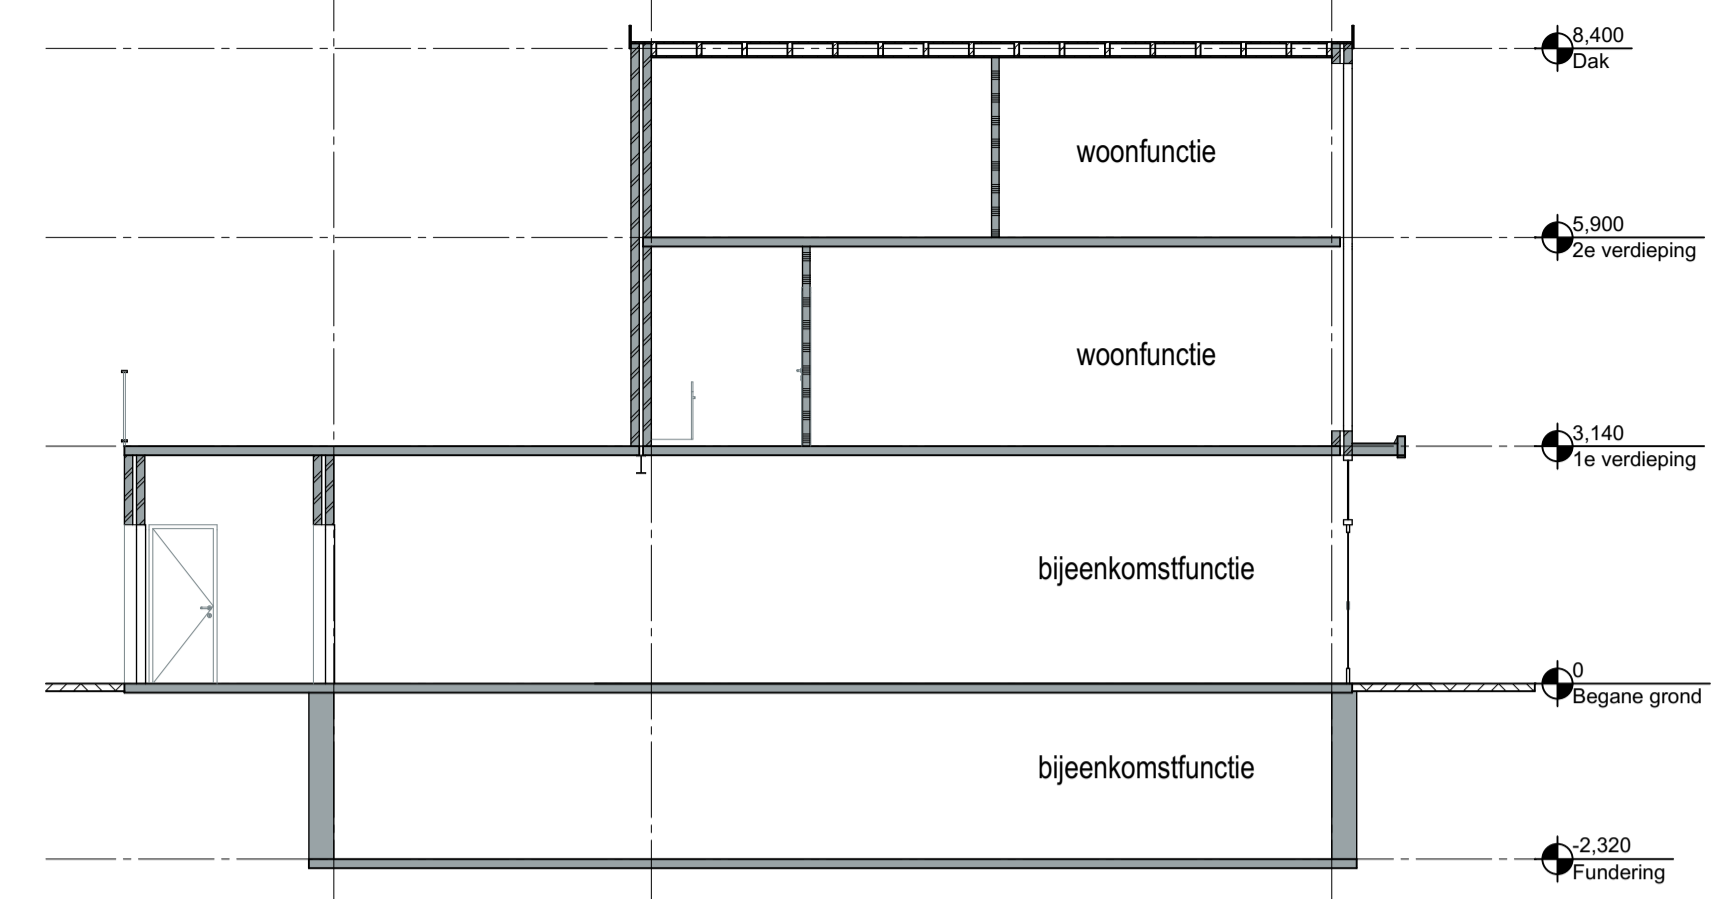 8,400
Dak
woonfunctie
5,900
2e verdieping
woonfunctie
3,140
1e verdieping
bijeenkomstfunctie
0
Begane grond
bijeenkomstfunctie
-2,320
Fundering